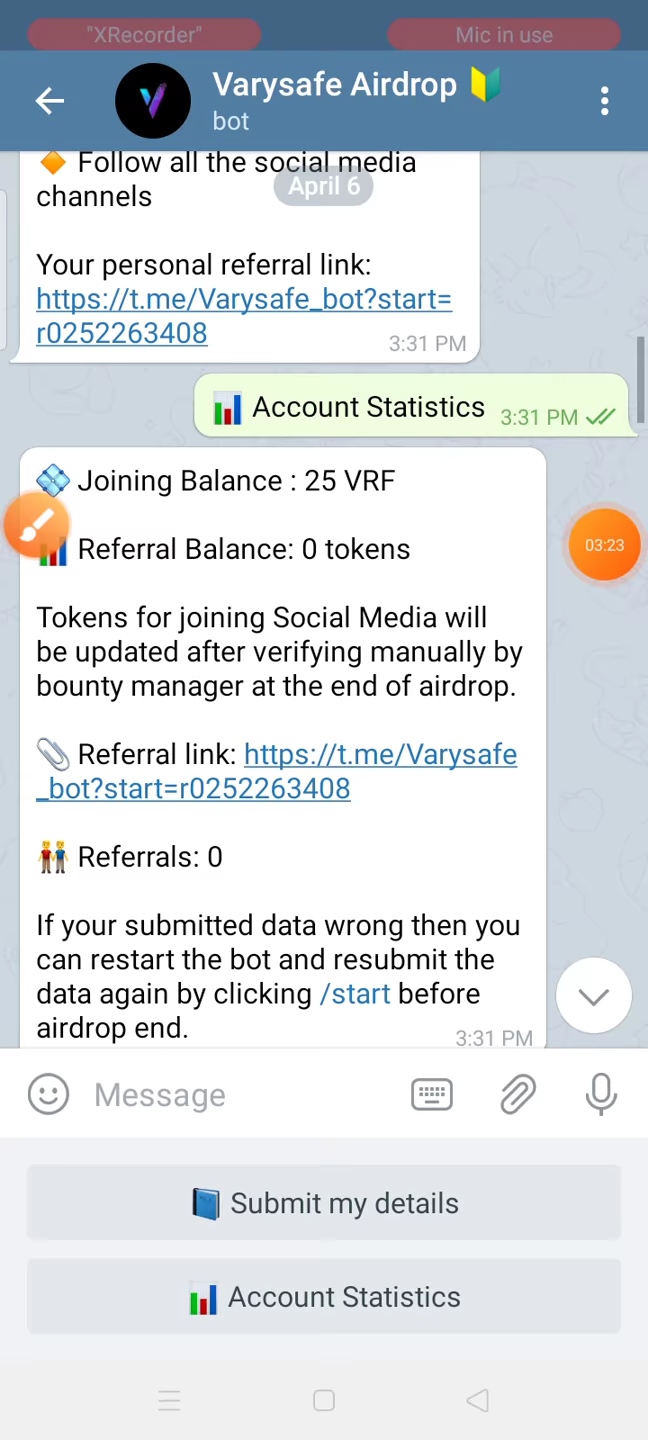 "XRecorder"
Mic in use
Varysafe Airdrop
bot
Follow all the social media
channels
April 6
Your personal referral link:
https://t.me/Varysafe_bot?start=
r0252263408
3:31 PM
Account Statistics
3:31 PM
Joining Balance : 25 VRF
Referral Balance: 0 tokens
03:23
Tokens for joining Social Media will
be updated after verifying manually by
bounty manager at the end of airdrop.
Referral link: https://t.me/Varysafe
_bot?start=r0252263408
Referrals: 0
If your submitted data wrong then you
can restart the bot and resubmit the
data again by clicking /start before
airdrop end.
3:31 PM
Message
Submit my details
Account Statistics